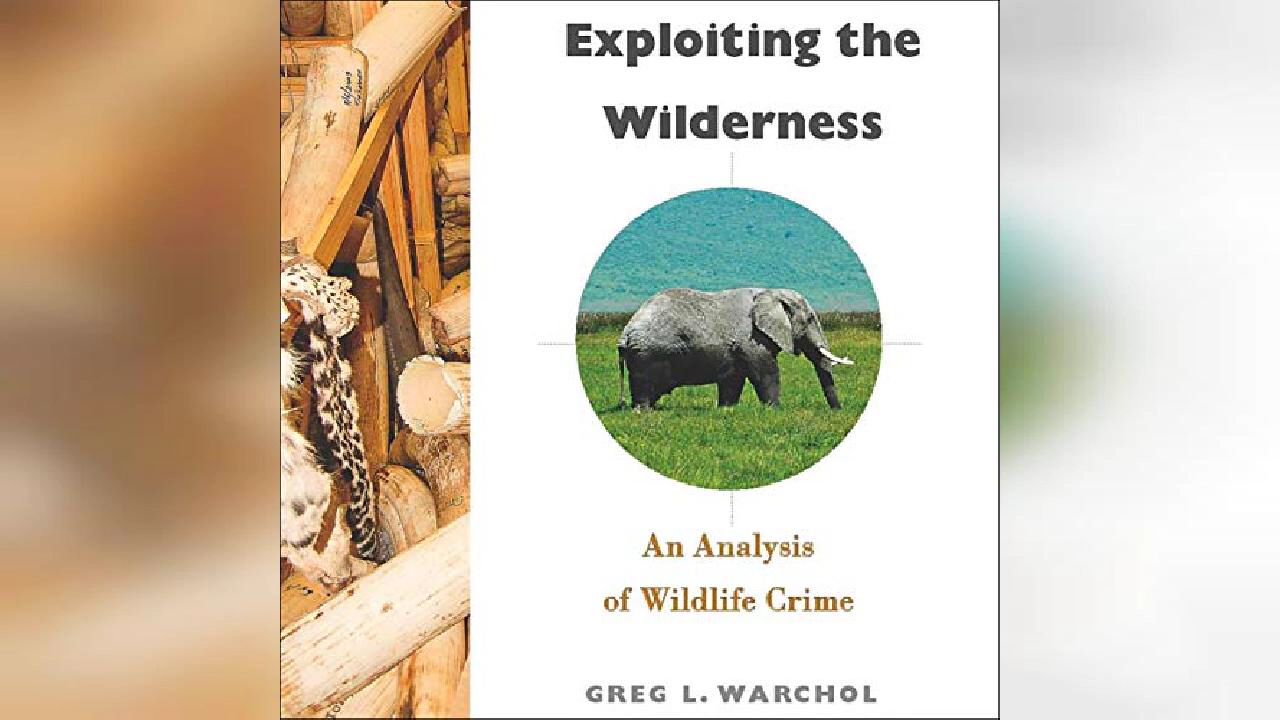 Exploiting the
Wilderness
An Analysis
of Wildlife Crime
GREG L. WARCHOL